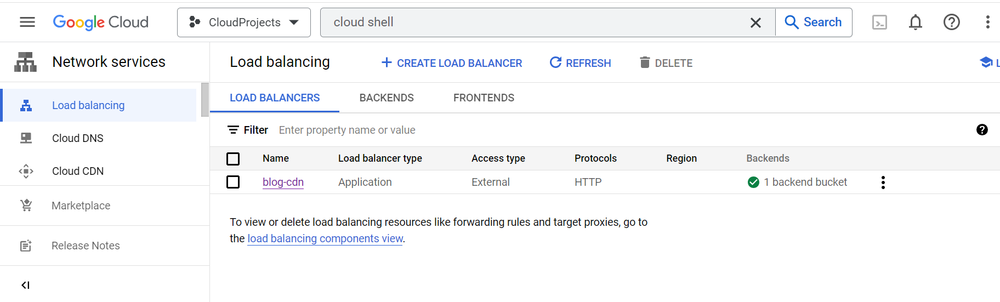 Google Cloud
CloudProjects
cloud shell
Search
Network services
Load balancing
Cloud DNS
Cloud CDN
Marketplace
Release Notes
Load balancing
CREATE LOAD BALANCER
REFRESH
DELETE
L
LOAD BALANCERS
BACKENDS
FRONTENDS
Filter Enter property name or value
Name Load balancer type Access type Protocols Region Backends
blog-cdn Application External HTTP 1 backend bucket
To view or delete load balancing resources like forwarding rules and target proxies, go to
the load balancing components view.